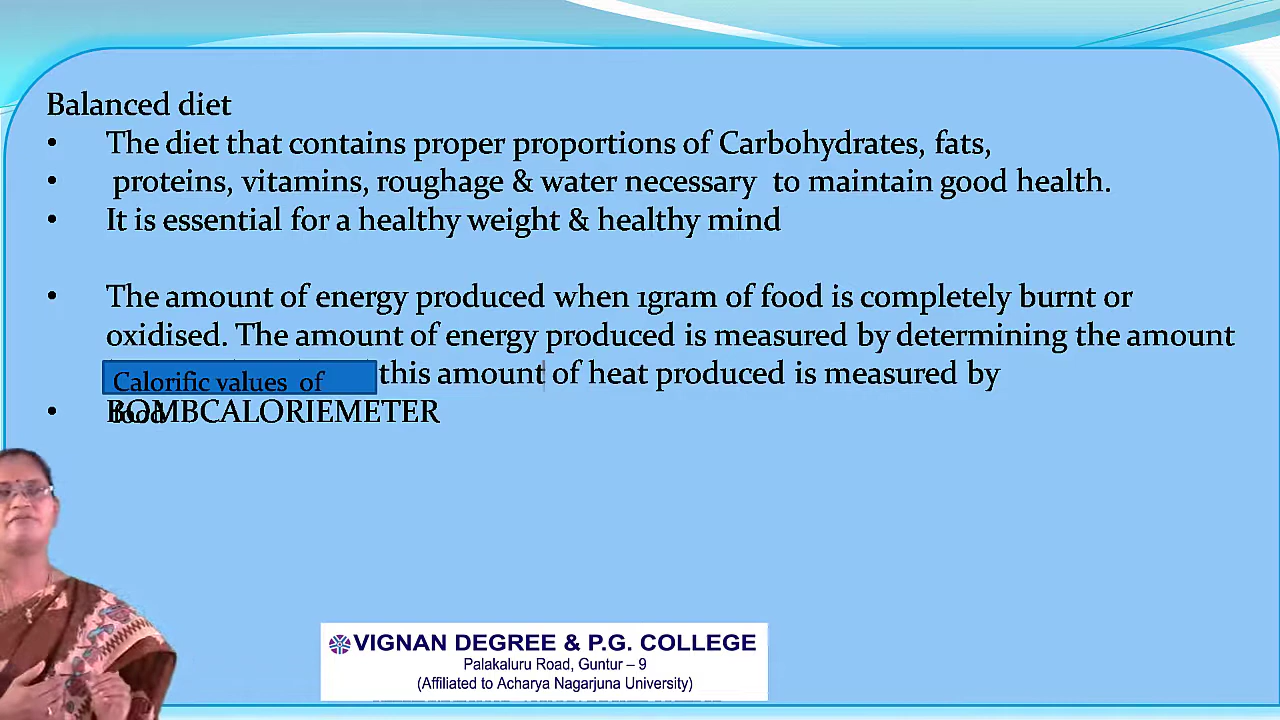 Balanced diet
• The diet that contains proper proportions of Carbohydrates, fats,
• proteins, vitamins, roughage & water necessary to maintain good health.
• It is essential for a healthy weight & healthy mind
• The amount of energy produced when 1gram of food is completely burnt or
oxidised. The amount of energy produced is measured by determining the amount
Calorific values of this amount of heat produced is measured by
food
• BOMBCALORIEMETER
VIGNAN DEGREE & P.G. COLLEGE
Palakaluru Road, Guntur – 9
(Affiliated to Acharya Nagarjuna University)